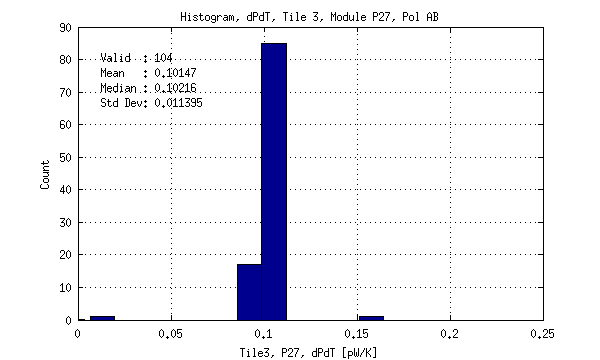 Histogram, dPdT, Tile 3, Module P27, Pol AB
90
80
70
60
50
40
30
20
10
0
Count
Valid : 104
Mean : 0.10147
Median : 0.10216
Std Dev: 0.011395
0 0.05 0.1 0.15 0.2 0.25
Tile3, P27, dPdT [pW/K]